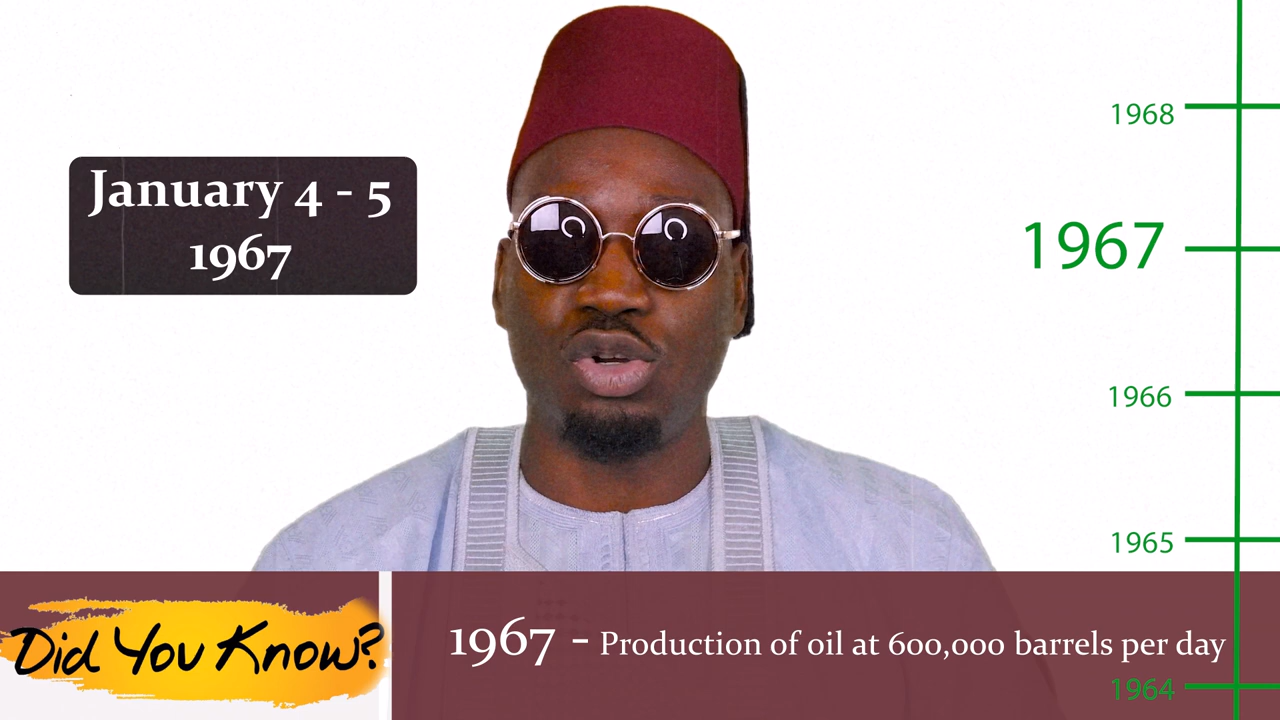 January 4 - 5
1967
1968
1967
1966
1965
1964
Did You Know?
1967 - Production of oil at 600,000 barrels per day